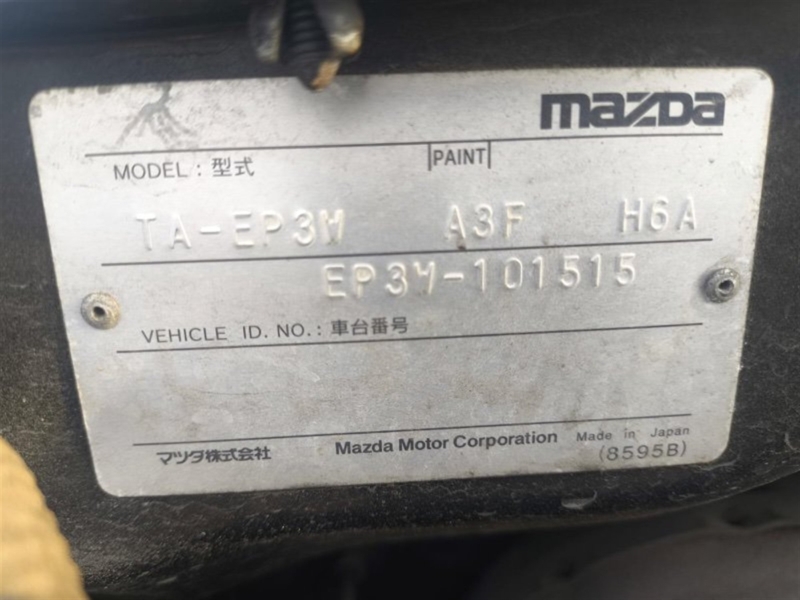 mazda
MODEL : 型式 PAINT
TA-EP3W A3F H6A
EP3W-101515
VEHICLE ID. NO. : 車台番号
マツダ株式会社 Mazda Motor Corporation Made in Japan
(8595B)